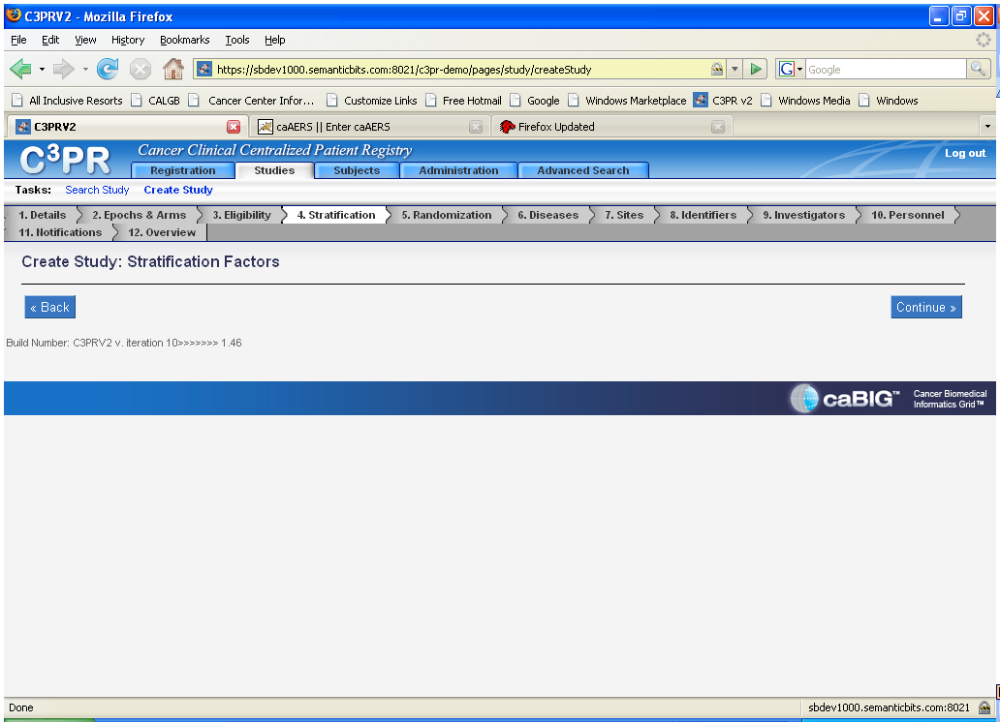 C3PRV2 - Mozilla Firefox
File Edit View History Bookmarks Tools Help
https://sbdev1000.semanticbits.com:8021/c3pr-demo/pages/study/createStudy G Google
All Inclusive Resorts CALGB Cancer Center Infor... Customize Links Free Hotmail Google Windows Marketplace C3PR v2 Windows Media Windows
C3PRV2 caAERS || Enter caAERS Firefox Updated
C3PR Cancer Clinical Centralized Patient Registry Log out
Registration Studies Subjects Administration Advanced Search
Tasks: Search Study Create Study
1. Details 2. Epochs & Arms 3. Eligibility 4. Stratification 5. Randomization 6. Diseases 7. Sites 8. Identifiers 9. Investigators 10. Personnel
11. Notifications 12. Overview
Create Study: Stratification Factors
« Back Continue »
Build Number: C3PRV2 v. iteration 10>>>>>>> 1.46
caBIG™ Cancer Biomedical
Informatics Grid™
Done sbdev1000.semanticbits.com:8021